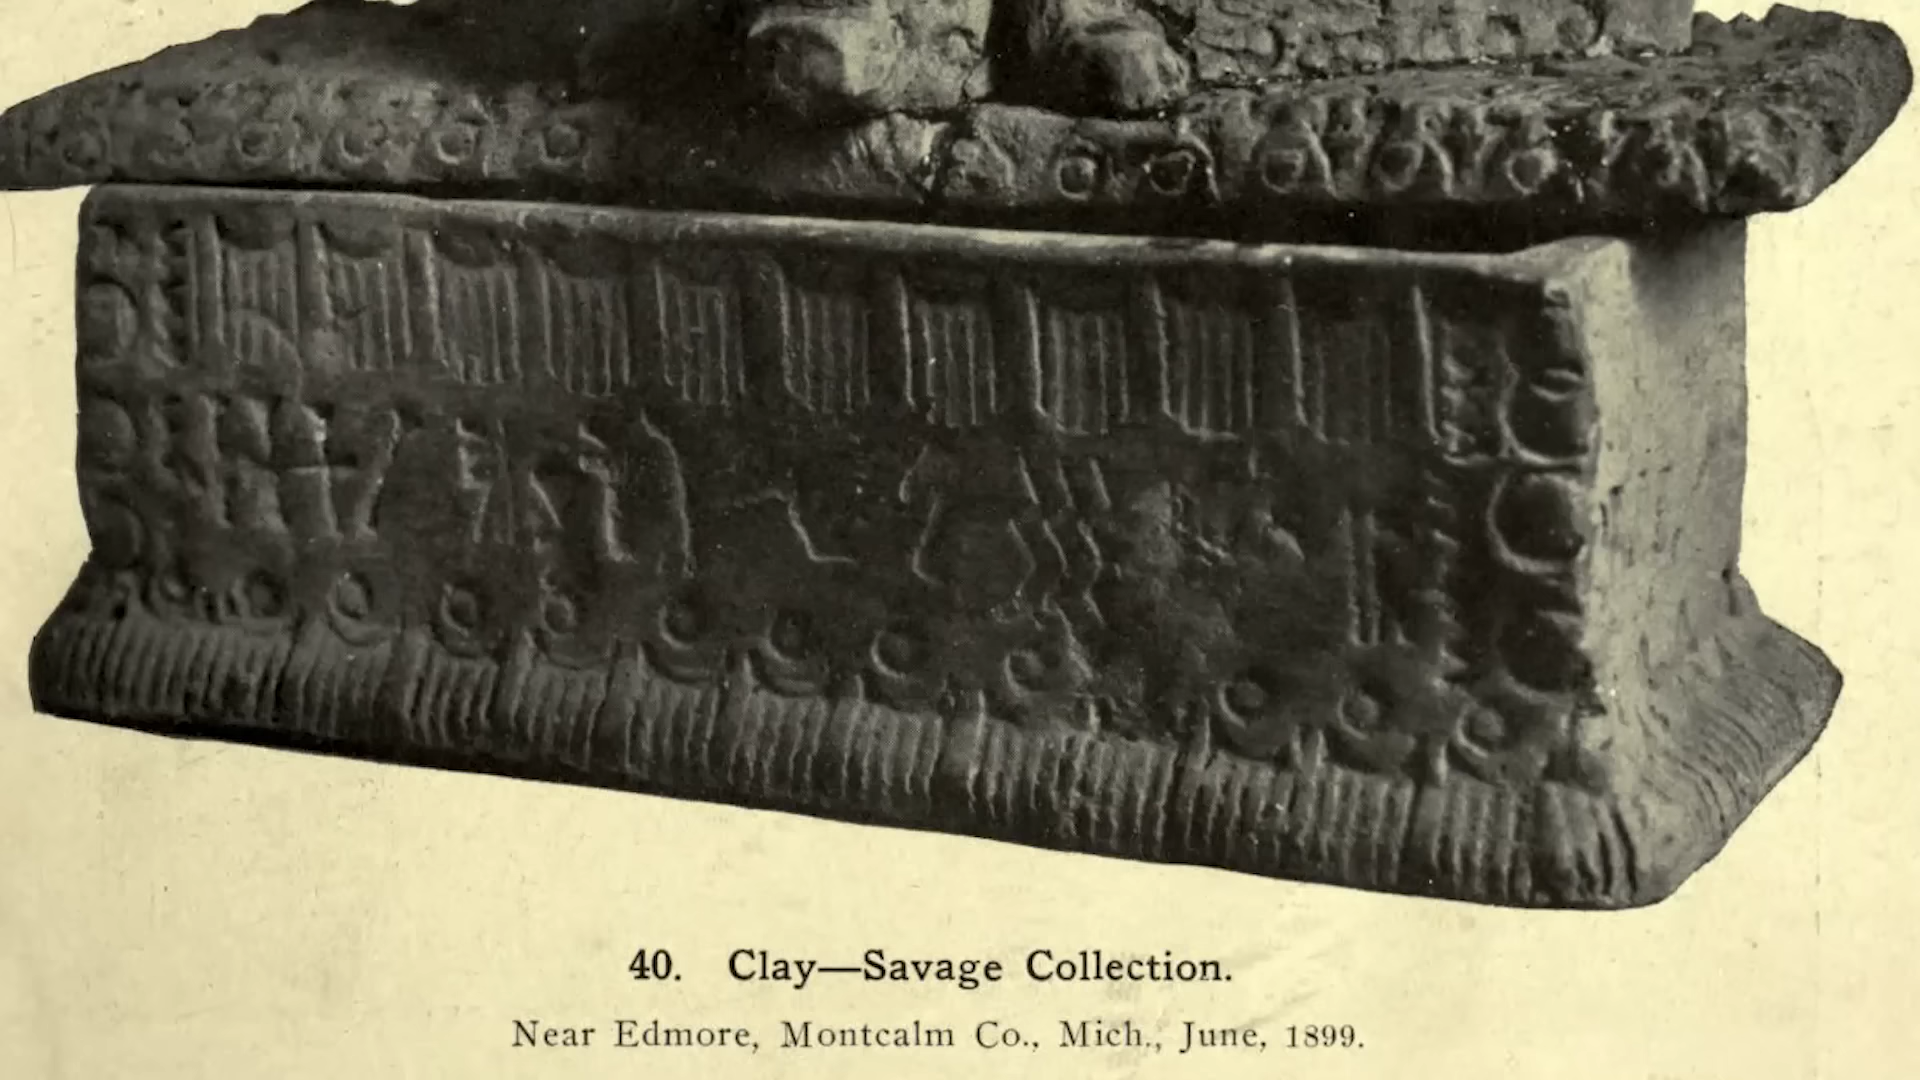 40. Clay—Savage Collection.
Near Edmore, Montcalm Co., Mich., June, 1899.